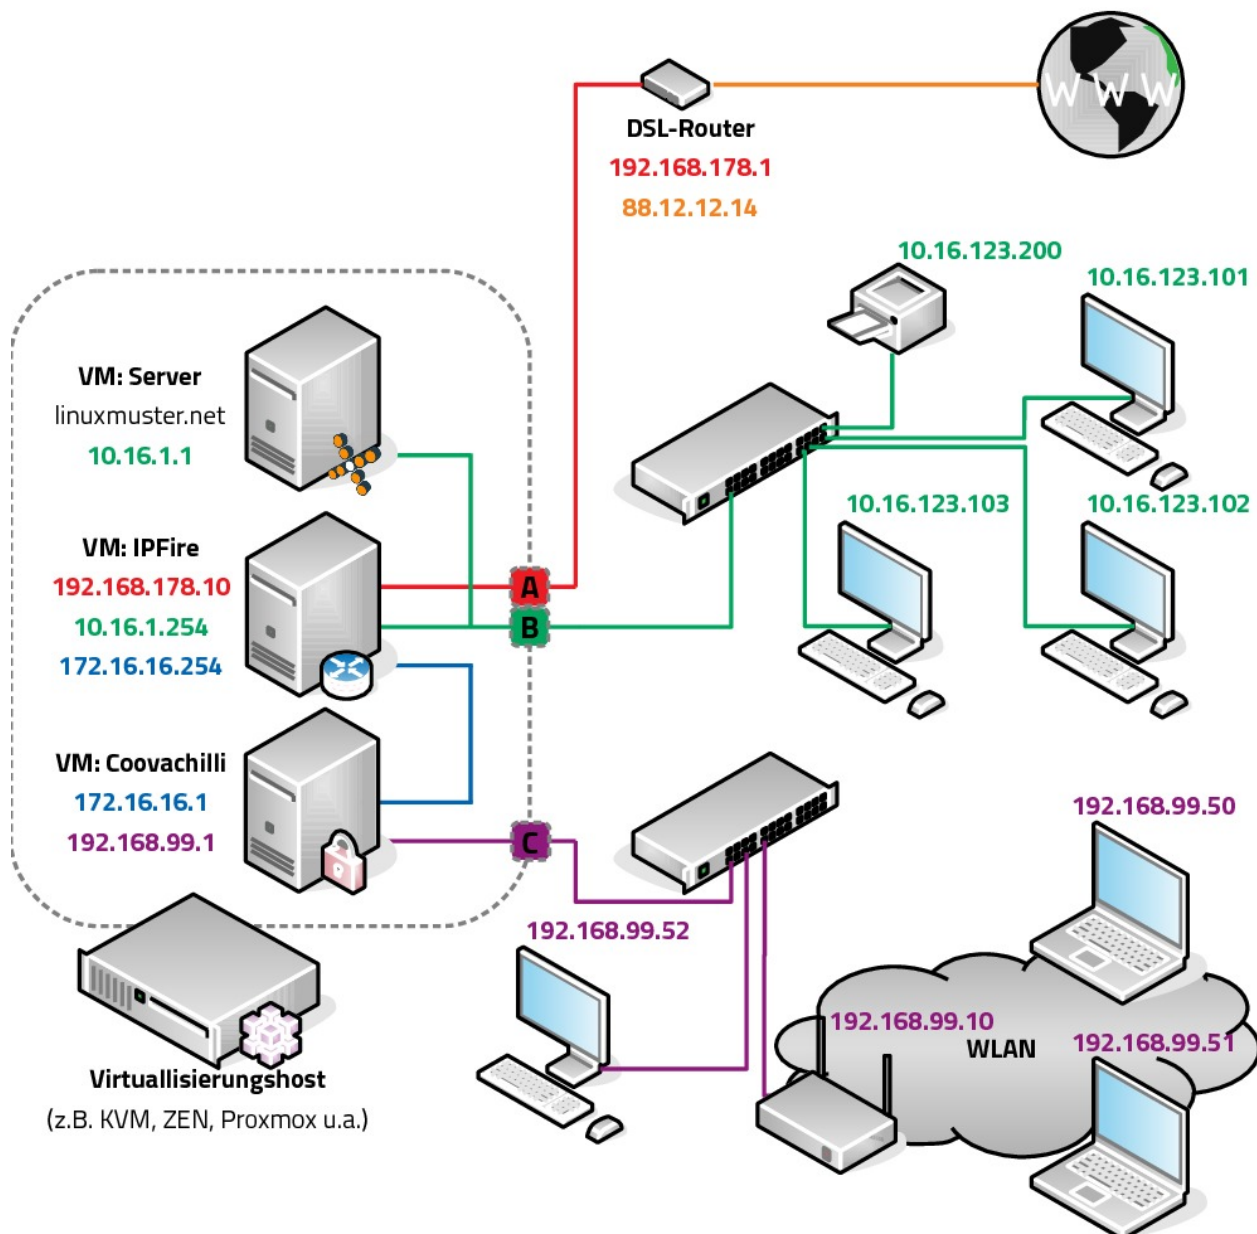 WWW
DSL-Router
192.168.178.1
88.12.12.14
10.16.123.200
10.16.123.101
VM: Server
linuxmuster.net
10.16.1.1
10.16.123.103
10.16.123.102
VM: IPFire
192.168.178.10
10.16.1.254
172.16.16.254
A
B
VM: Coovachilli
172.16.16.1
192.168.99.1
C
192.168.99.50
192.168.99.52
192.168.99.10
WLAN
192.168.99.51
Virtuallisierungshost
(z.B. KVM, ZEN, Proxmox u.a.)